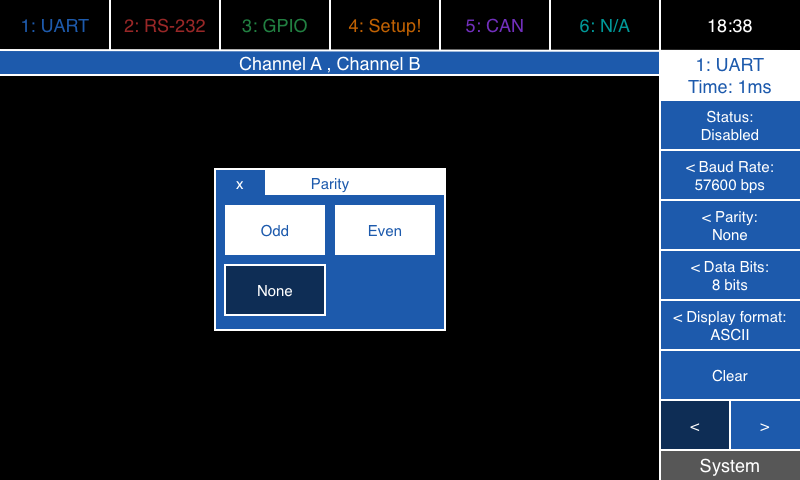 1: UART
2: RS-232
3: GPIO
4: Setup!
5: CAN
6: N/A
18:38
Channel A , Channel B
1: UART
Time: 1ms
Status:
Disabled
< Baud Rate:
57600 bps
< Parity:
None
< Data Bits:
8 bits
< Display format:
ASCII
Clear
< >
System
x Parity
Odd Even
None